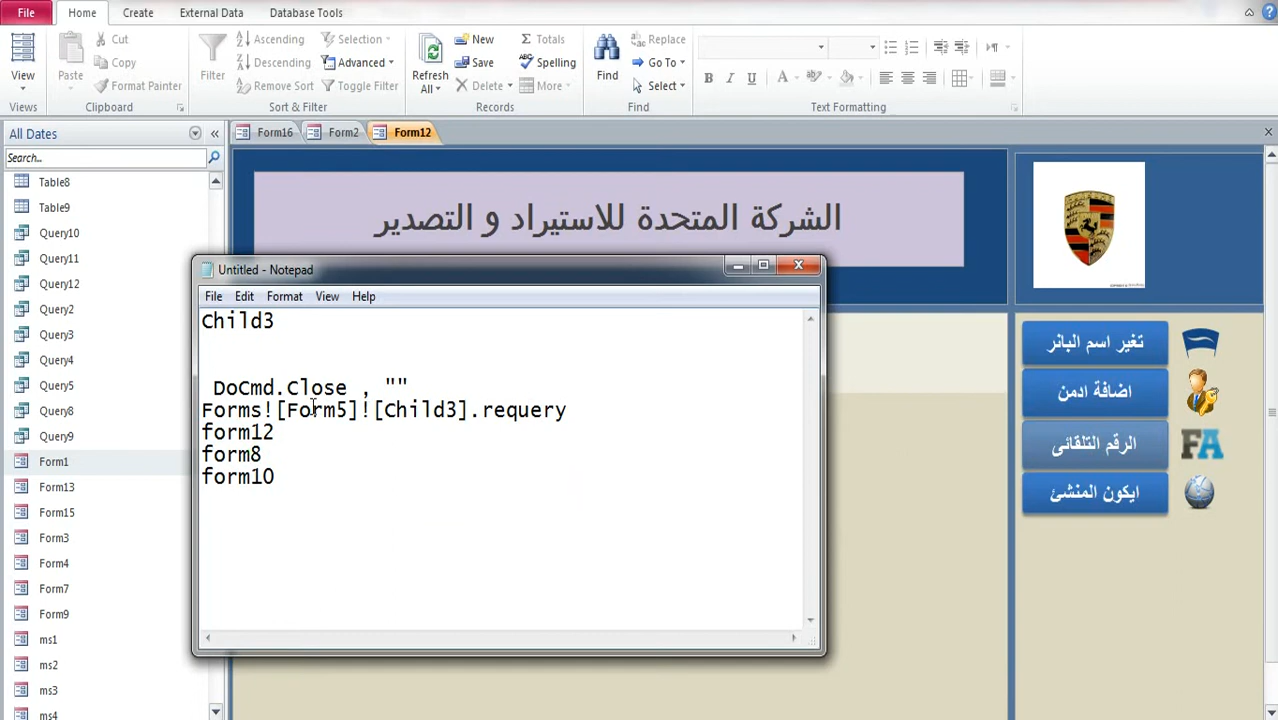 File
Home
Create
External Data
Database Tools
View
Views
Paste
Cut
Copy
Format Painter
Clipboard
Filter
Ascending
Descending
Remove Sort
Selection
Advanced
Toggle Filter
Sort & Filter
Refresh
All
New
Save
Delete
Totals
Spelling
More
Records
Find
Replace
Go To
Select
Find
B I U A
Text Formatting
All Dates
Search...
Form16
Form2
Form12
Table8
Table9
Query10
Query11
Query12
Query2
Query3
Query4
Query5
Query8
Query9
Form1
Form13
Form15
Form3
Form4
Form7
Form9
ms1
ms2
ms3
ms4
الشركة المتحدة للاستيراد و التصدير
Untitled - Notepad
File Edit Format View Help
Child3
DoCmd.Close , ""
Forms![Form5]![Child3].requery
form12
form8
form10
تغير اسم البانر
اضافة ادمن
الرقم التلقائى
FA
ايكون المنشئ